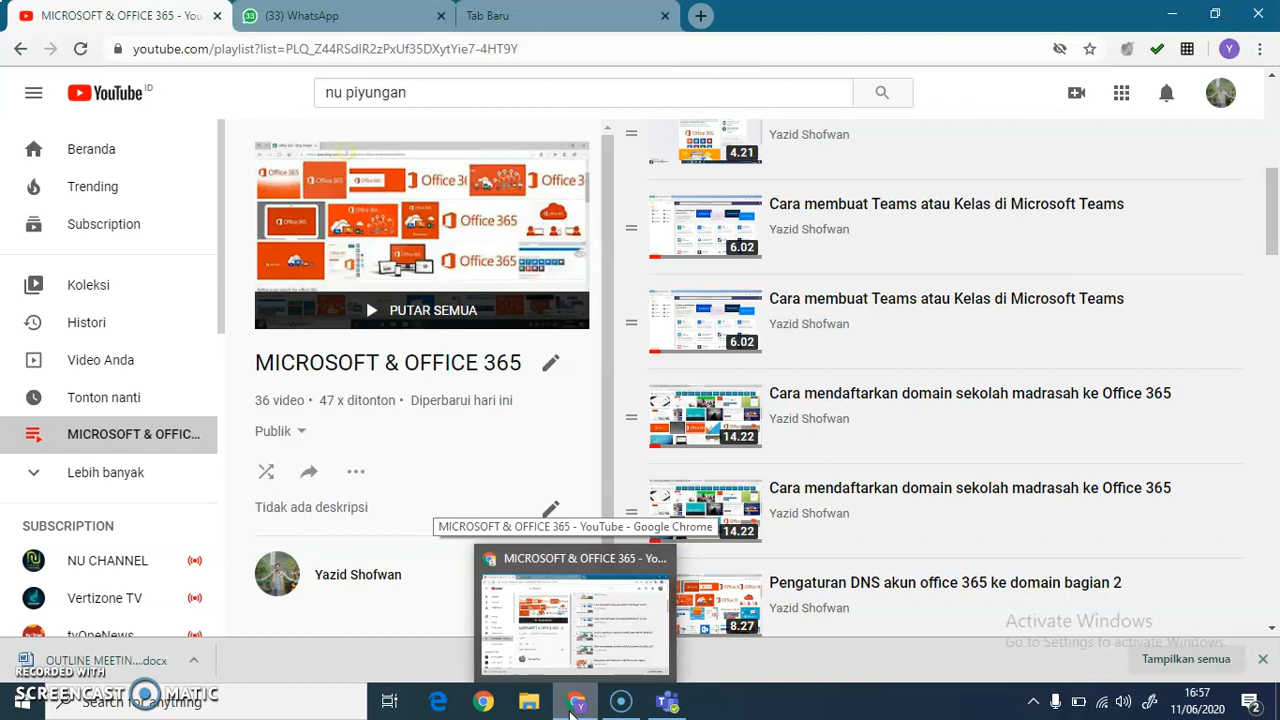 MICROSOFT & OFFICE 365 - You
(33) WhatsApp
Tab Baru
youtube.com/playlist?list=PLQ_Z44RSdIR2zPxUf35DXytYie7-4HT9Y
YouTube ID
nu piyungan
Beranda
Trending
Subscription
Koleksi
Histori
Video Anda
Tonton nanti
MICROSOFT & OFFIC...
Lebih banyak
SUBSCRIPTION
NU CHANNEL
Vertizone TV
tvOneNews
Office 365
PUTAR SEMUA
MICROSOFT & OFFICE 365
36 video • 47 x ditonton • Diperbarui hari ini
Publik
Tidak ada deskripsi
Yazid Shofwan
Yazid Shofwan
4.21
Cara membuat Teams atau Kelas di Microsoft Teams
Yazid Shofwan
6.02
Cara membuat Teams atau Kelas di Microsoft Teams
Yazid Shofwan
6.02
Cara mendaftarkan domain sekolah madrasah ke Office 365
Yazid Shofwan
14.22
Cara mendaftarkan domain sekolah madrasah ke Office 365
14.22
Pengaturan DNS akun office 365 ke domain bagian 2
Yazid Shofwan
8.27
MICROSOFT & OFFICE 365 - YouTube - Google Chrome
MICROSOFT & OFFICE 365 - Yo...
Activate Windows
Go to Settings to activate Windows
OUTLINE MEETIN....docx
Tampilkan semua
SCREENCAST MATIC
Search for anything
16:57
11/06/2020